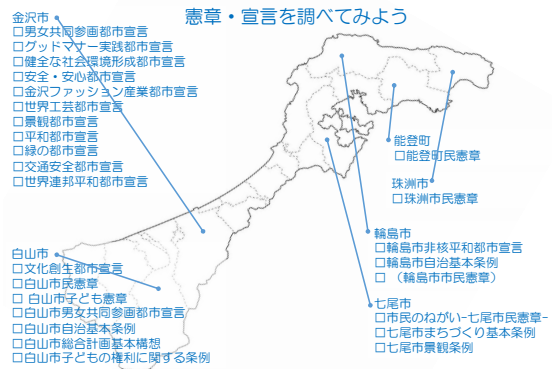 憲章・宣言を調べてみよう
金沢市
□男女共同参画都市宣言
□グッドマナー実践都市宣言
□健全な社会環境形成都市宣言
□安全・安心都市宣言
□金沢ファッション産業都市宣言
□世界工芸都市宣言
□景観都市宣言
□平和都市宣言
□緑の都市宣言
□交通安全都市宣言
□世界連邦平和都市宣言
能登町
□能登町民憲章
珠洲市
□珠洲市民憲章
輪島市
□輪島市非核平和都市宣言
□輪島市自治基本条例
□ （輪島市市民憲章）
七尾市
□市民のねがい-七尾市民憲章-
□七尾市まちづくり基本条例
□七尾市景観条例
白山市
□文化創生都市宣言
□白山市民憲章
□ 白山市子ども憲章
□白山市男女共同参画都市宣言
□白山市自治基本条例
□白山市総合計画基本構想
□白山市子どもの権利に関する条例